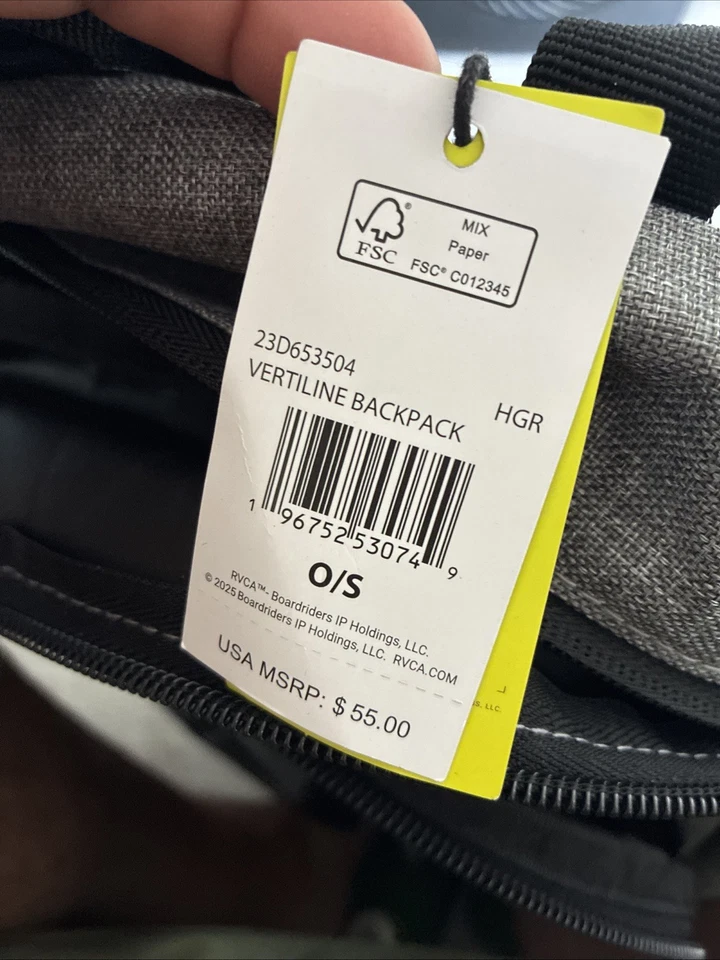 MIX
Paper
FSC® FSC® C012345
23D653504
VERTILINE BACKPACK HGR
1 96752 53074 9
O/S
RVCA™- Boardriders IP Holdings, LLC.
© 2025 Boardriders IP Holdings, LLC. RVCA.COM
USA MSRP: $ 55.00
LLC.